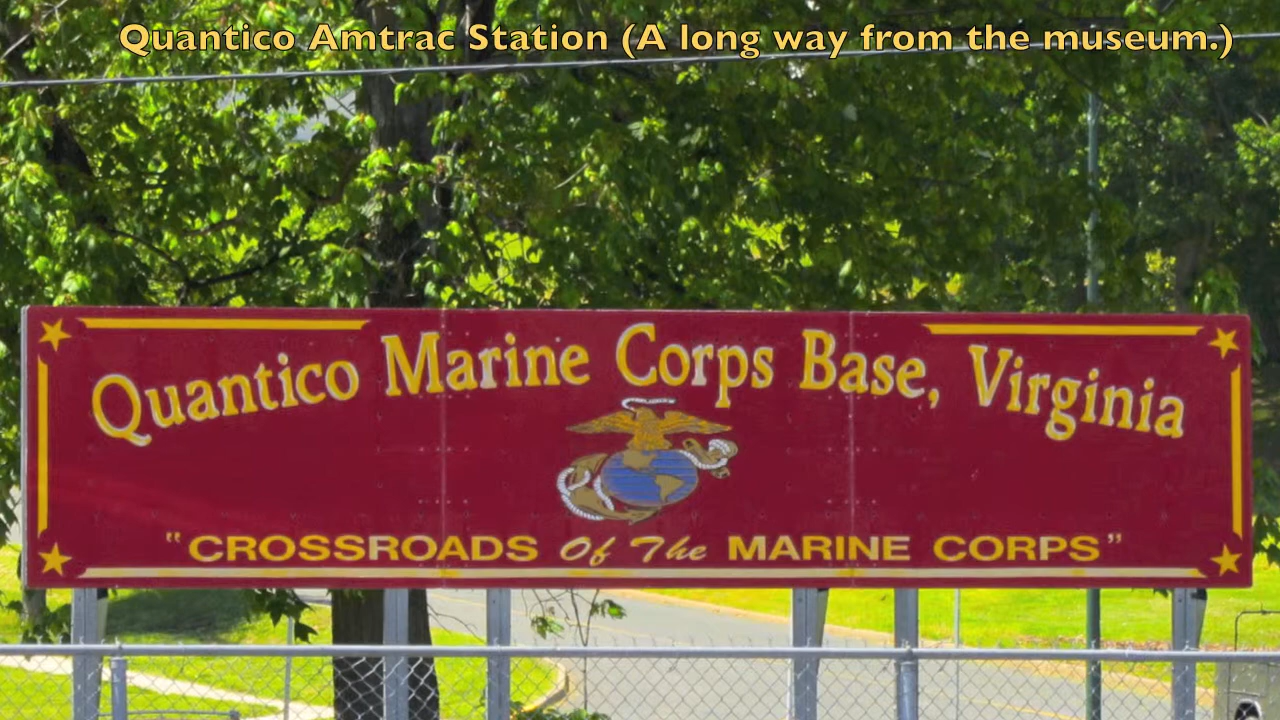 Quantico Amtrac Station (A long way from the museum.)
Quantico Marine Corps Base, Virginia
"CROSSROADS Of The MARINE CORPS"